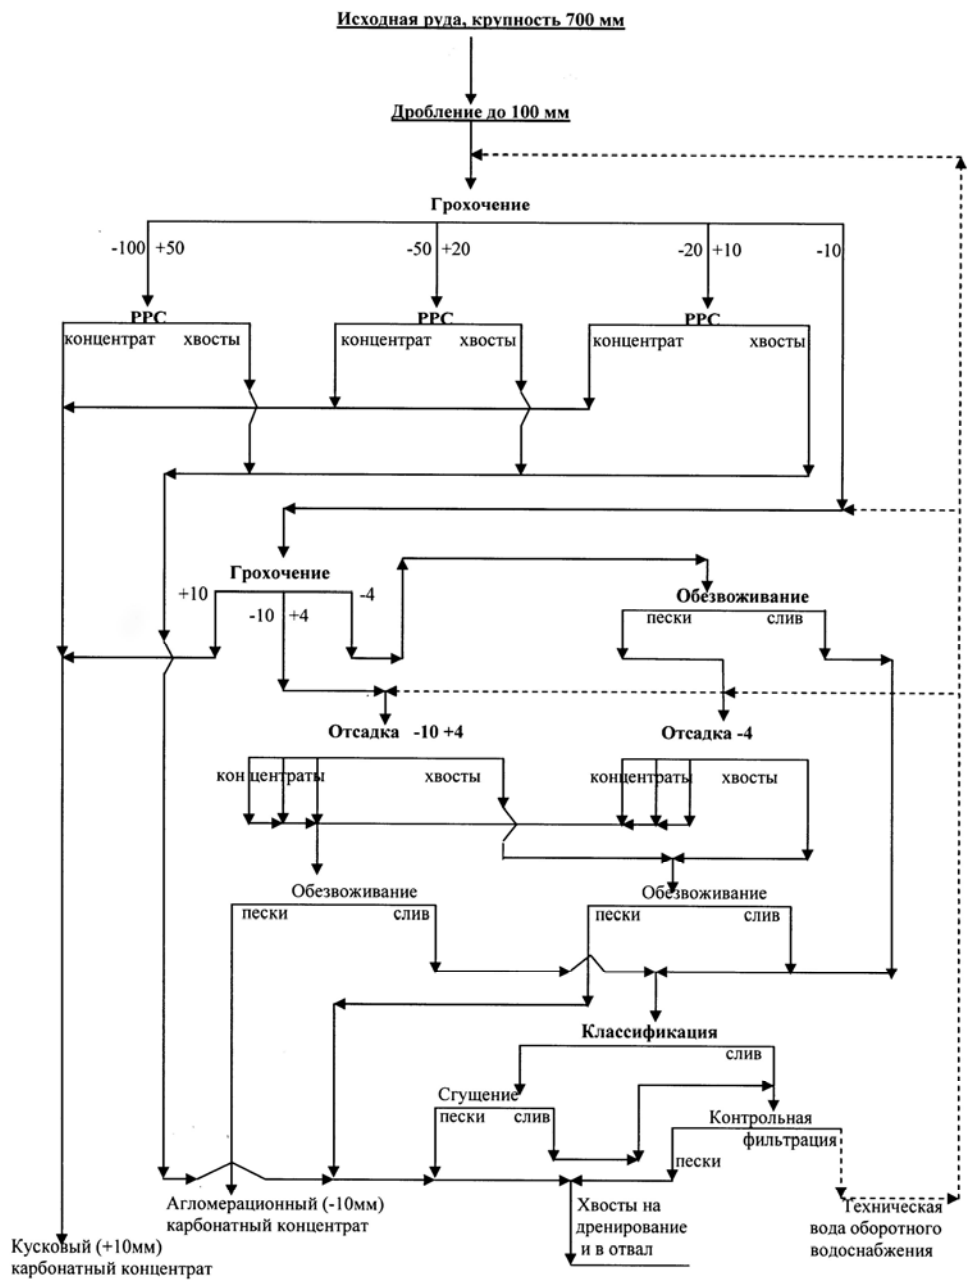 Исходная руда, крупность 700 мм
Дробление до 100 мм
Грохочение
-100 +50
-50 +20
-20 +10
-10
РРС
РРС
РРС
концентрат хвосты
концентрат хвосты
концентрат хвосты
Грохочение
+10
-10 +4
-4
Обезвоживание
пески слив
Отсадка -10 +4
Отсадка -4
концентраты хвосты
концентраты хвосты
Обезвоживание
Обезвоживание
пески слив
пески слив
Классификация
слив
Сгущение
пески слив
Контрольная
фильтрация
пески
Агломерационный (-10мм)
карбонатный концентрат
Хвосты на
дренирование
и в отвал
Техническая
вода оборотного
водоснабжения
Кусковый (+10мм)
карбонатный концентрат